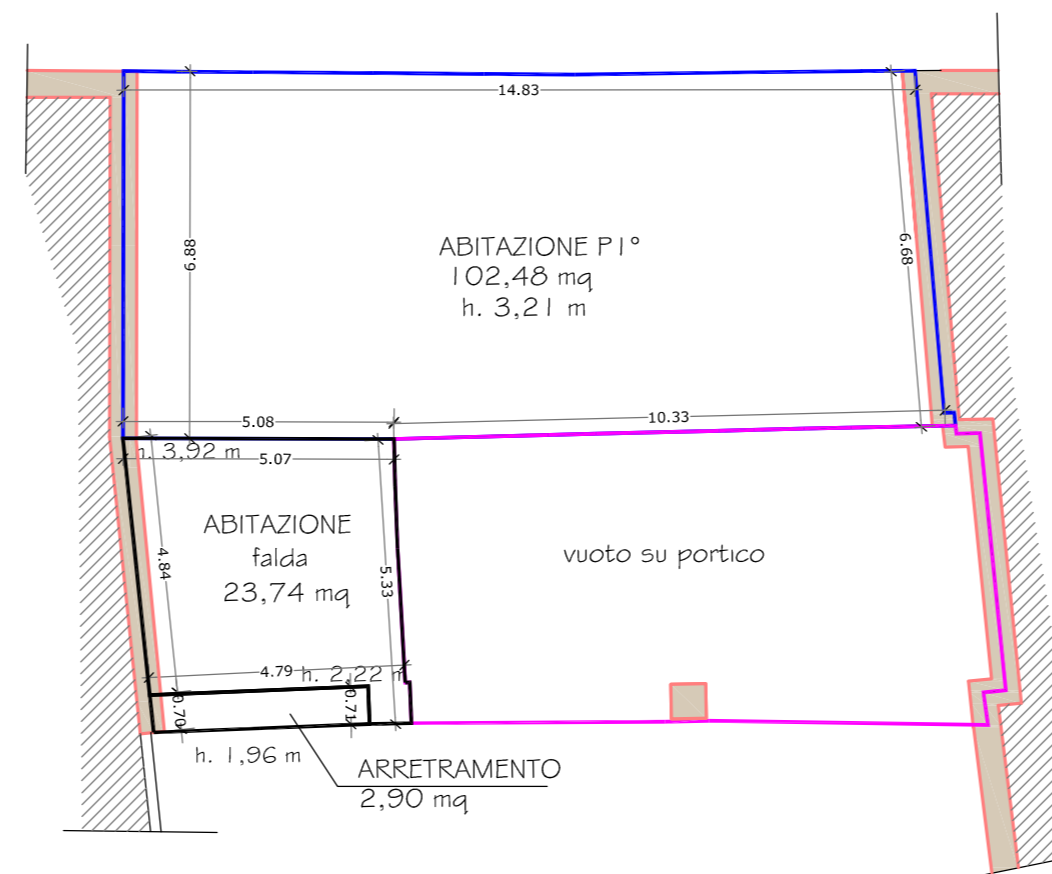 14.83
6.88
6.68
ABITAZIONE P1°
102,48 mq
h. 3,21 m
5.08
10.33
h. 3,92 m
5.07
ABITAZIONE
falda
23,74 mq
4.84
5.33
vuoto su portico
4.79
h. 2,22 m
0.70
0.71
h. 1,96 m
ARRETRAMENTO
2,90 mq